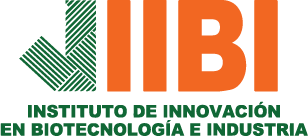 IIBI
INSTITUTO DE INNOVACIÓN
EN BIOTECNOLOGÍA E INDUSTRIA